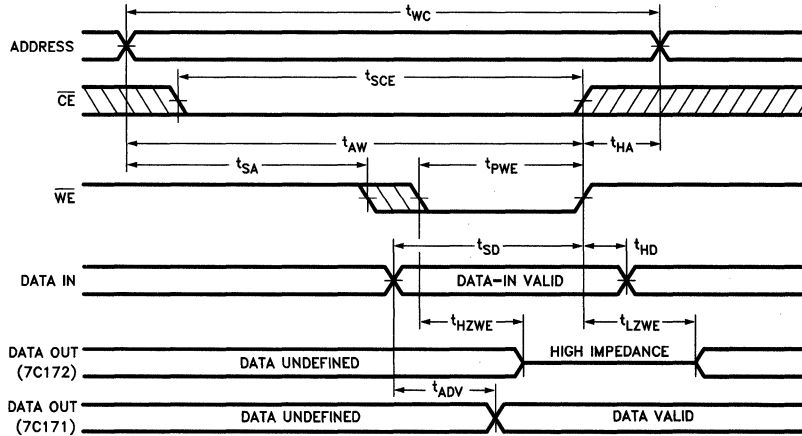 tWC
ADDRESS
tSCE
CE
tAW
tHA
tSA
tPWE
WE
tSD
tHD
DATA IN
DATA-IN VALID
tHZWE
tLZWE
DATA OUT
(7C172)
DATA UNDEFINED
HIGH IMPEDANCE
tADV
DATA OUT
(7C171)
DATA UNDEFINED
DATA VALID